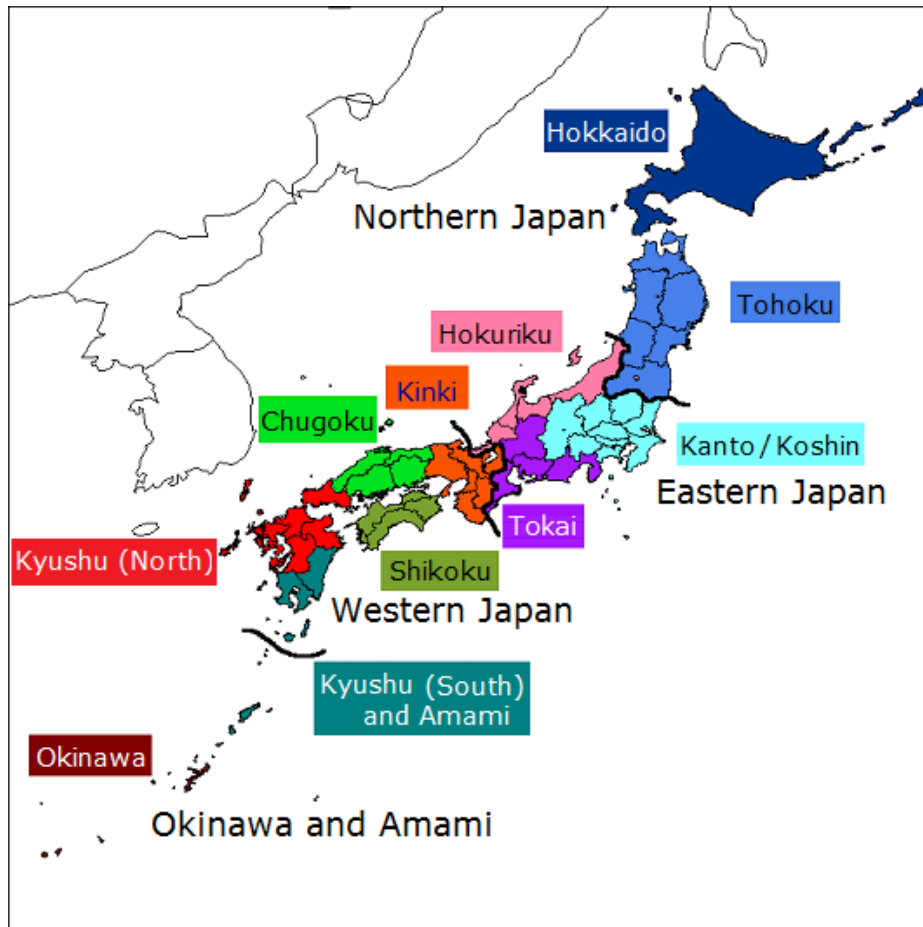 Hokkaido
Northern Japan
Tohoku
Hokuriku
Kinki
Chugoku
Kanto / Koshin
Eastern Japan
Tokai
Kyushu (North)
Shikoku
Western Japan
Kyushu (South)
and Amami
Okinawa
Okinawa and Amami